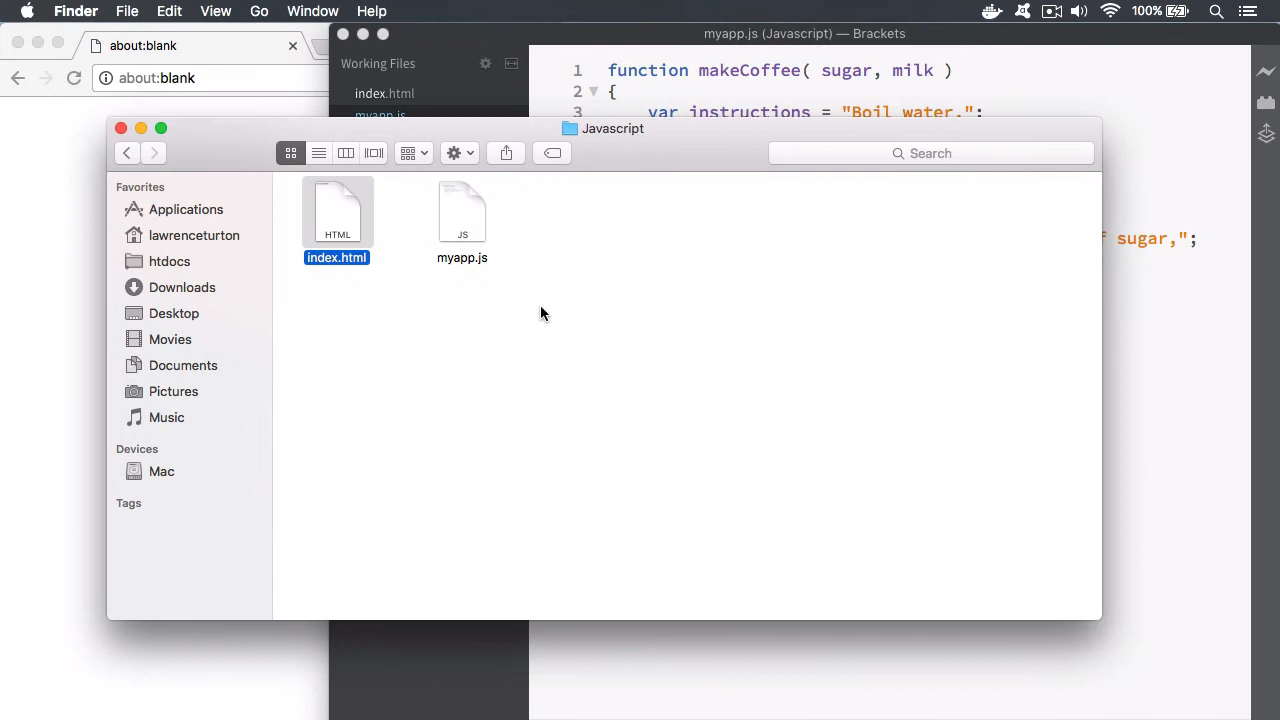 Finder File Edit View Go Window Help 100%
about:blank
about:blank
myapp.js (Javascript) — Brackets
Working Files
index.html
myapp.js
1 function makeCoffee( sugar, milk )
2 {
3 var instructions = "Boil water.";
sugar,";
Javascript
Search
Favorites
Applications
lawrenceturton
htdocs
Downloads
Desktop
Movies
Documents
Pictures
Music
Devices
Mac
Tags
HTML
index.html
JS
myapp.js